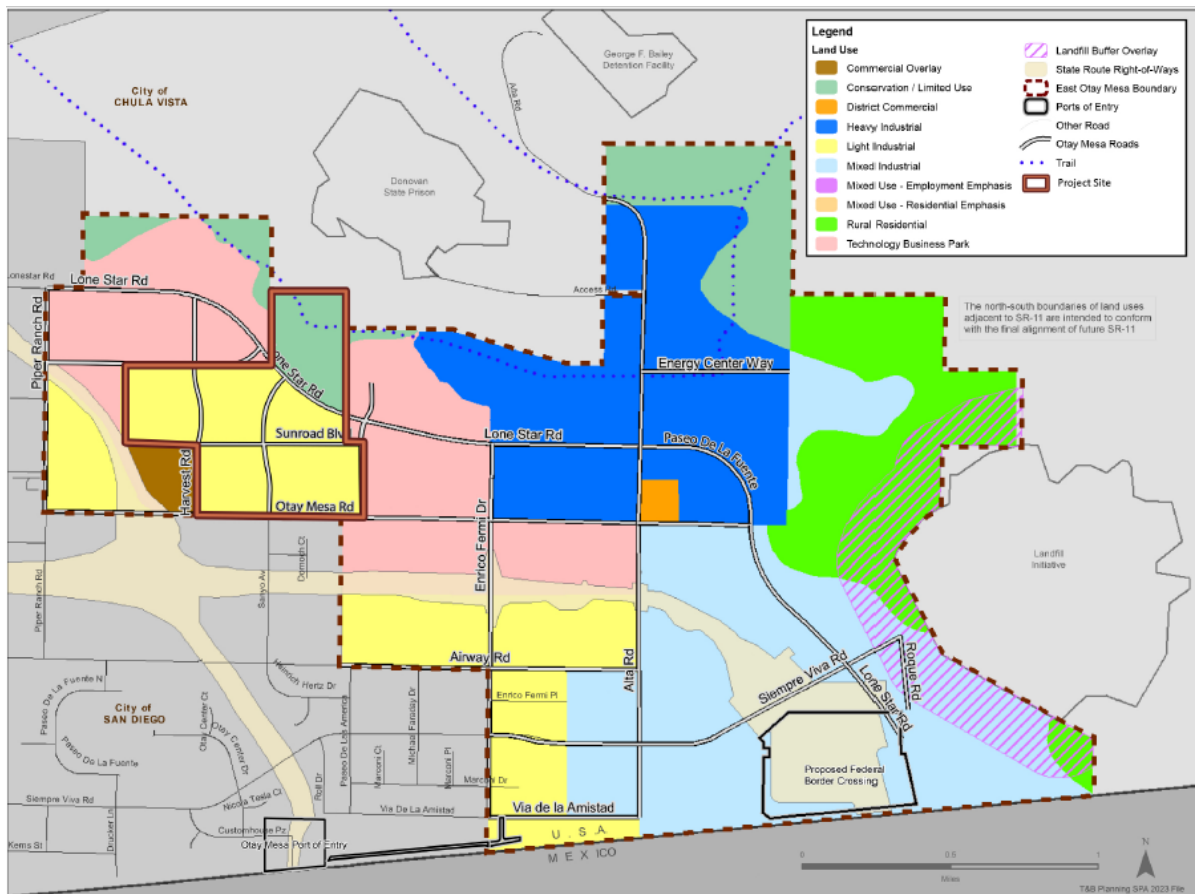 Legend
Land Use
Commercial Overlay
Conservation / Limited Use
District Commercial
Heavy Industrial
Light Industrial
Mixed Industrial
Mixed Use - Employment Emphasis
Mixed Use - Residential Emphasis
Rural Residential
Technology Business Park
Landfill Buffer Overlay
State Route Right-of-Ways
East Otay Mesa Boundary
Ports of Entry
Other Road
Otay Mesa Roads
Trail
Project Site
George F. Bailey
Detention Facility
Alta Rd
City of
CHULA VISTA
Donovan
State Prison
Access Rd
Lonestar Rd
Lone Star Rd
Piper Ranch Rd
The north-south boundaries of land uses
adjacent to SR-11 are intended to conform
with the final alignment of future SR-11
Lone Star Rd
Energy Center Way
Sunroad Blv
Lone Star Rd
Paseo De La Fuente
Harvest Rd
Otay Mesa Rd
Enrico Fermi Dr
Landfill
Initiative
Piper Ranch Rd
Sanyo Av
Dornoch Ct
Airway Rd
Alta Rd
Siempre Viva Rd
Roque Rd
Lone Star Rd
Heinrich Hertz Dr
Paseo De La Fuente N
City of
SAN DIEGO
Otay Center Ct
Otay Center Dr
Paseo De Las Americas
Michael Faraday Dr
Marconi Ct
Marconi Pl
Enrico Fermi Pl
Paseo De La Fuente
Marconi Dr
Proposed Federal
Border Crossing
Siempre Viva Rd
Nicola Tesla Ct
Roll Dr
Via De La Amistad
Via de la Amistad
Drucker Ln
Customhouse Pz
Otay Mesa Port of Entry
Kerns St
U. S. A.
MEXICO
0
0.5
1
Miles
N
T&B Planning SPA 2023 File